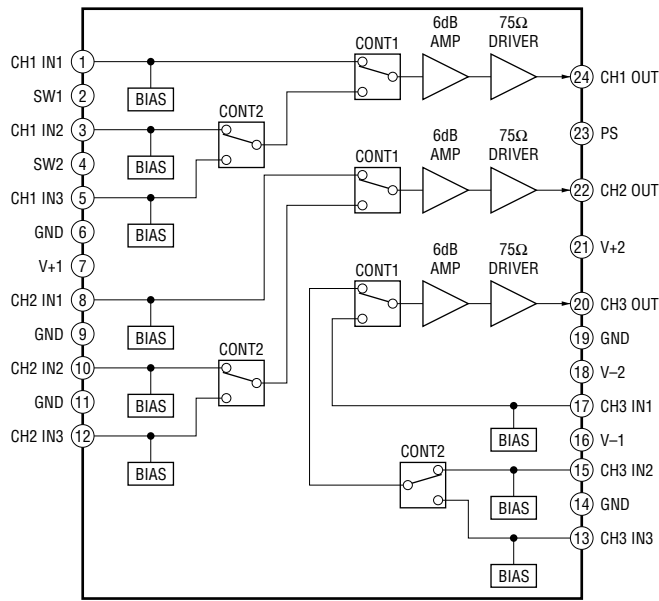 6dB
AMP
75Ω
DRIVER
CONT1
CH1 IN1
1
24
CH1 OUT
SW1
2
BIAS
CONT2
CH1 IN2
3
23
PS
SW2
4
BIAS
6dB
AMP
75Ω
DRIVER
CONT1
CH1 IN3
5
22
CH2 OUT
GND
6
BIAS
V+1
7
21
V+2
6dB
AMP
75Ω
DRIVER
CONT1
CH2 IN1
8
20
CH3 OUT
GND
9
BIAS
19
GND
CONT2
CH2 IN2
10
18
V–2
GND
11
BIAS
17
CH3 IN1
CH2 IN3
12
BIAS
16
V–1
BIAS
CONT2
15
CH3 IN2
BIAS
14
GND
13
CH3 IN3
BIAS